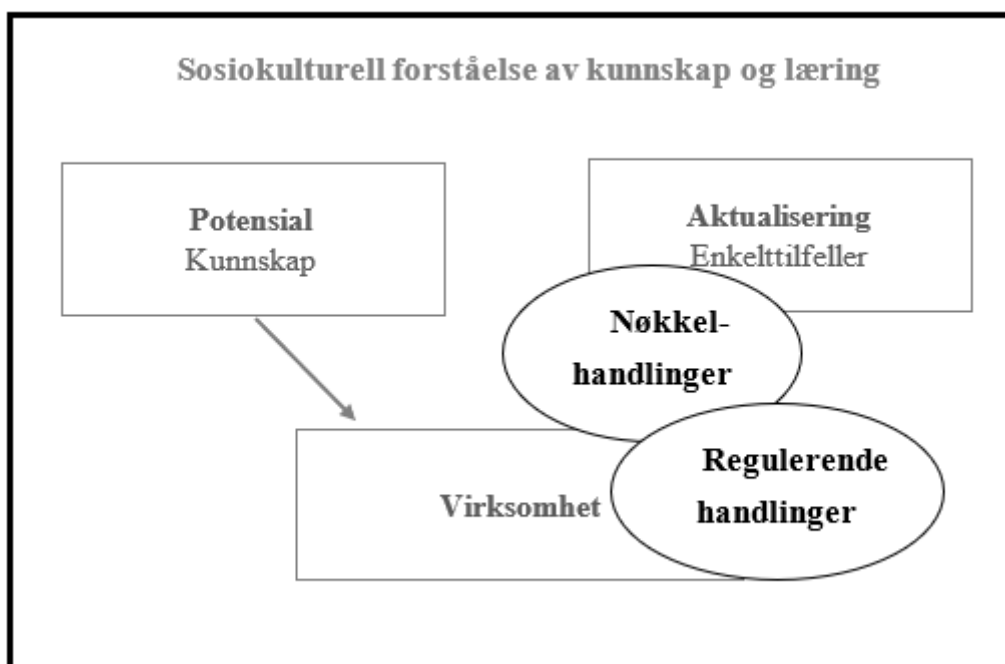 Sosiokulturell forståelse av kunnskap og læring
Potensial
Kunnskap
Aktualisering
Enkelttilfeller
Nøkkel-
handlinger
Virksomhet
Regulerende
handlinger